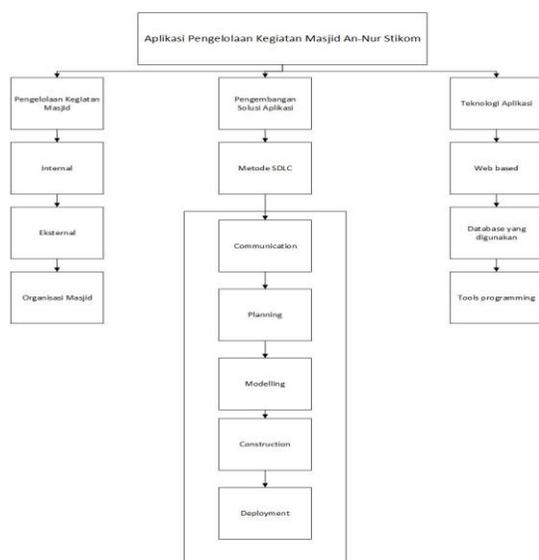 Aplikasi Pengelolaan Kegiatan Masjid An-Nur Stikom
Pengelolaan Kegiatan
Masjid
Internal
Eksternal
Organisasi Masjid
Pengembangan
Solusi Aplikasi
Metode SDLC
Communication
Planning
Modelling
Construction
Deployment
Teknologi Aplikasi
Web based
Database yang
digunakan
Tools programming